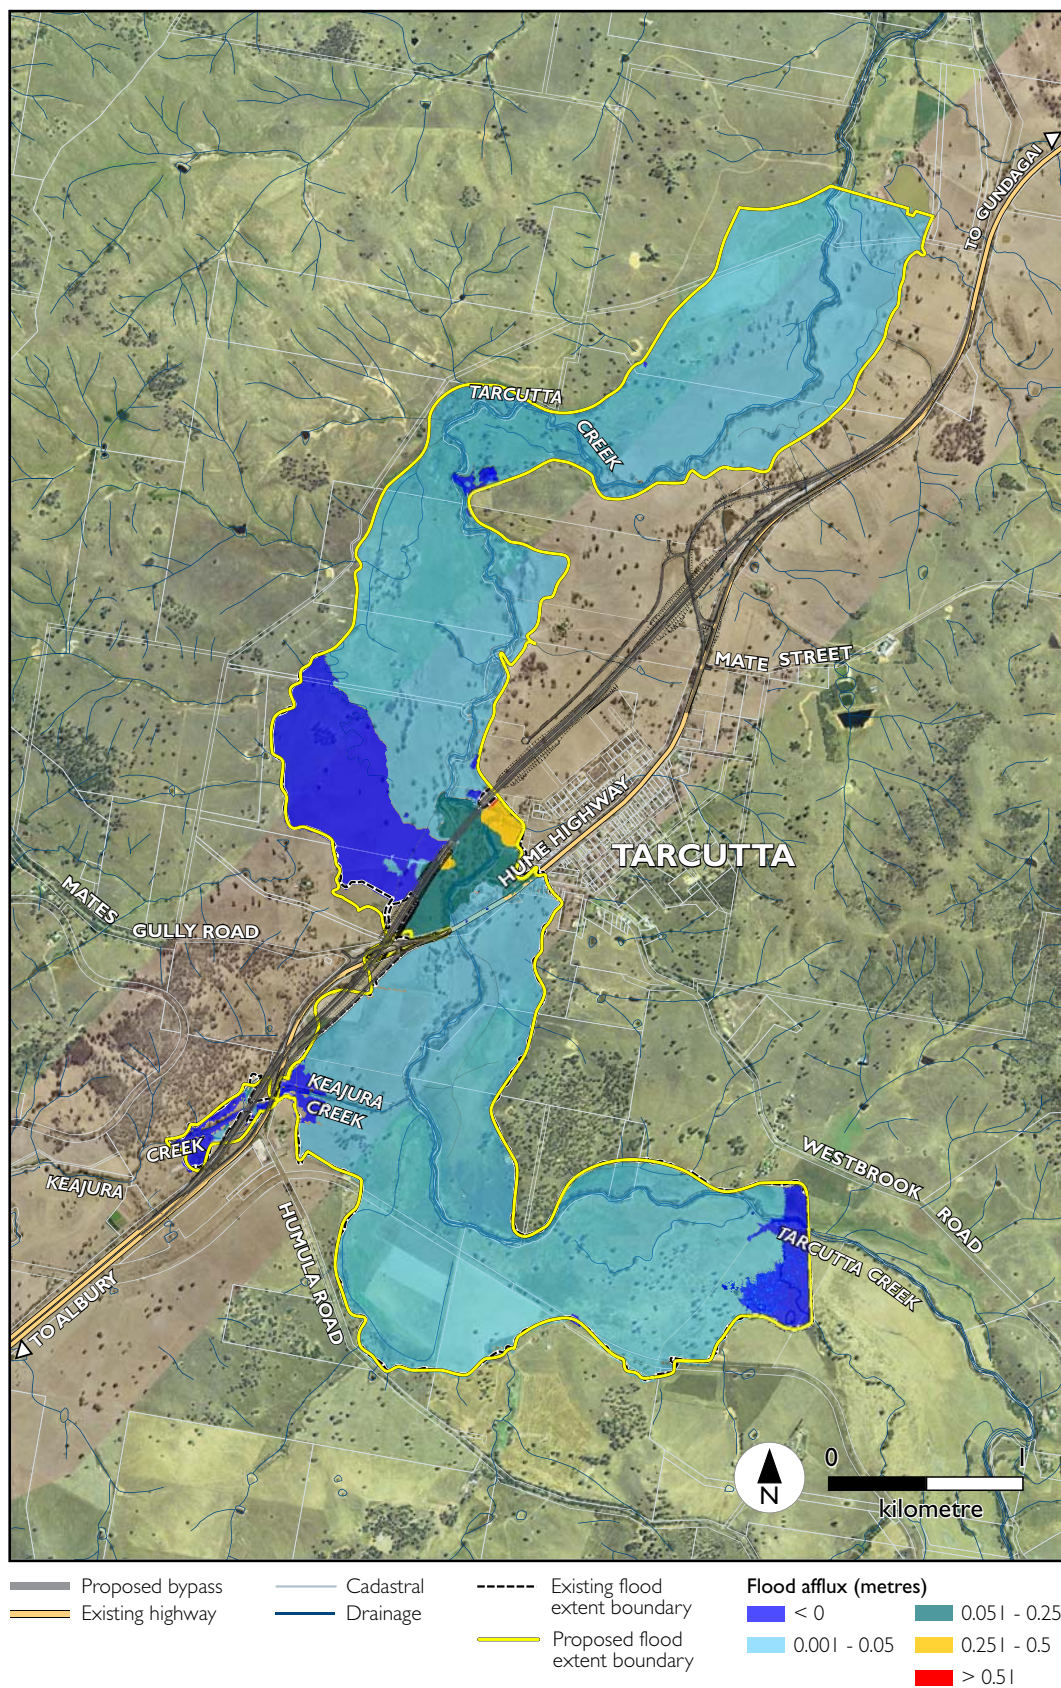 TO GUNDAGAI
TARCUTTA
CREEK
MATE STREET
HUME HIGHWAY
TARCUTTA
MATES
GULLY ROAD
KEAJURA
CREEK
CREEK
KEAJURA
WESTBROOK
ROAD
TARCUTTA CREEK
HUMULA ROAD
TO ALBURY
N
0 1
kilometre
Proposed bypass
Existing highway
Cadastral
Drainage
Existing flood
extent boundary
Proposed flood
extent boundary
Flood afflux (metres)
< 0
0.001 - 0.05
0.051 - 0.25
0.251 - 0.5
> 0.51